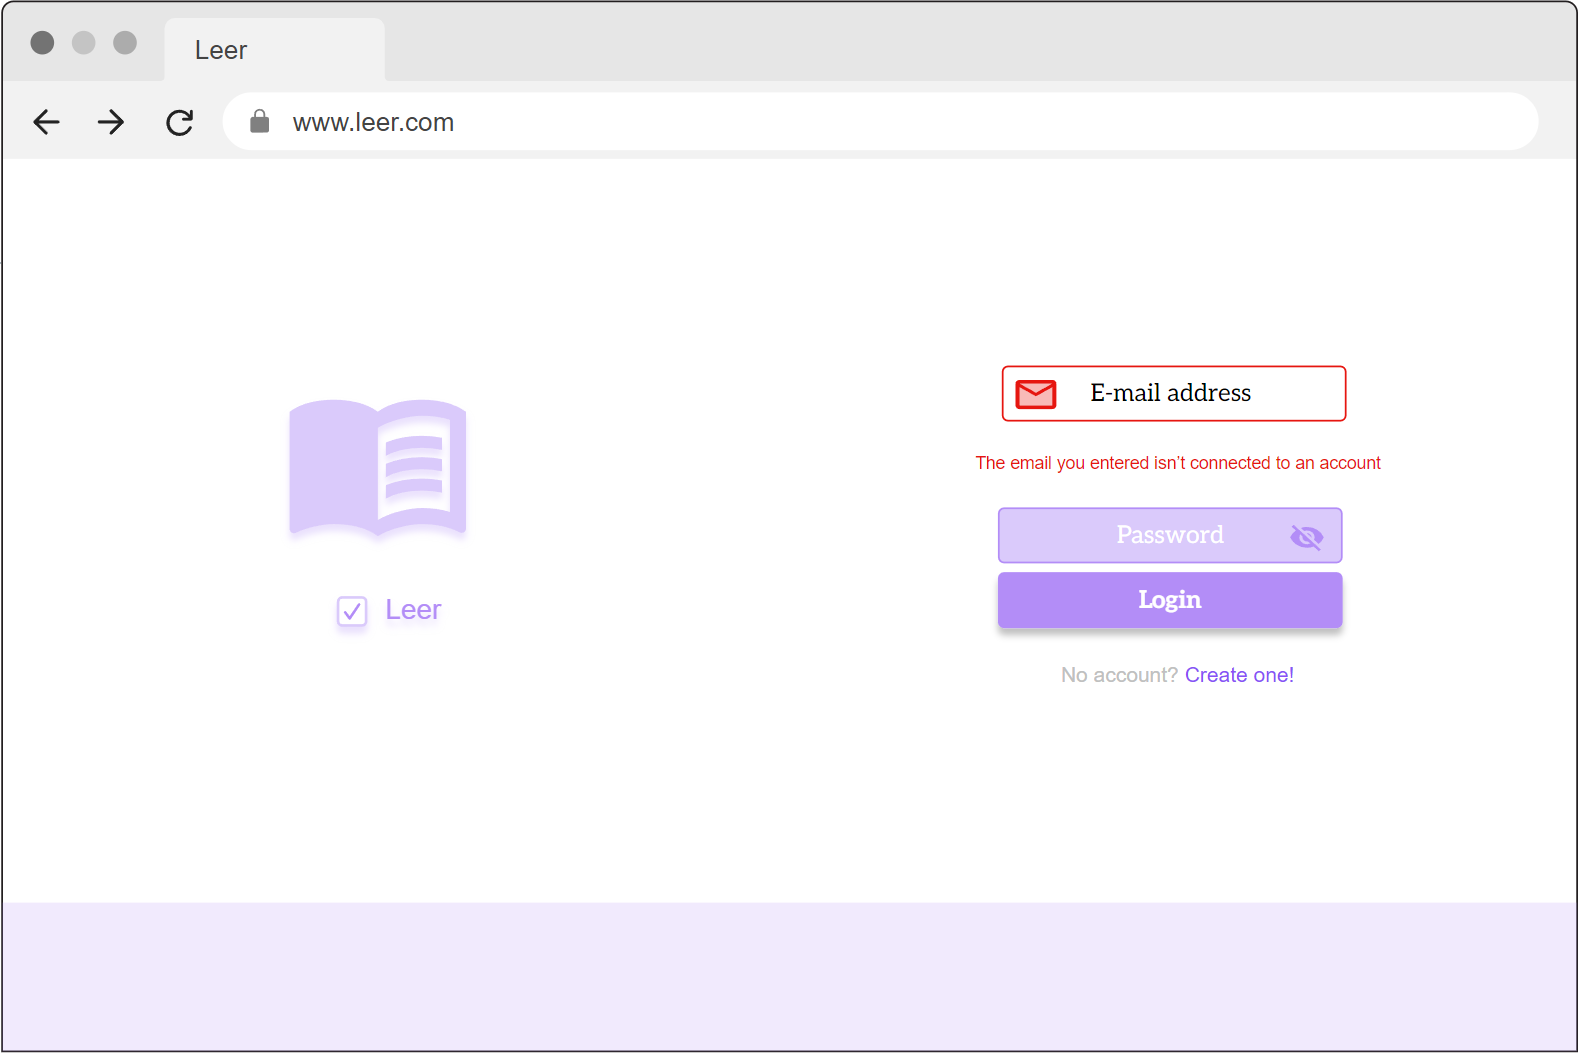 Leer
www.leer.com
E-mail address
The email you entered isn't connected to an account
Password
Login
No account? Create one!
Leer